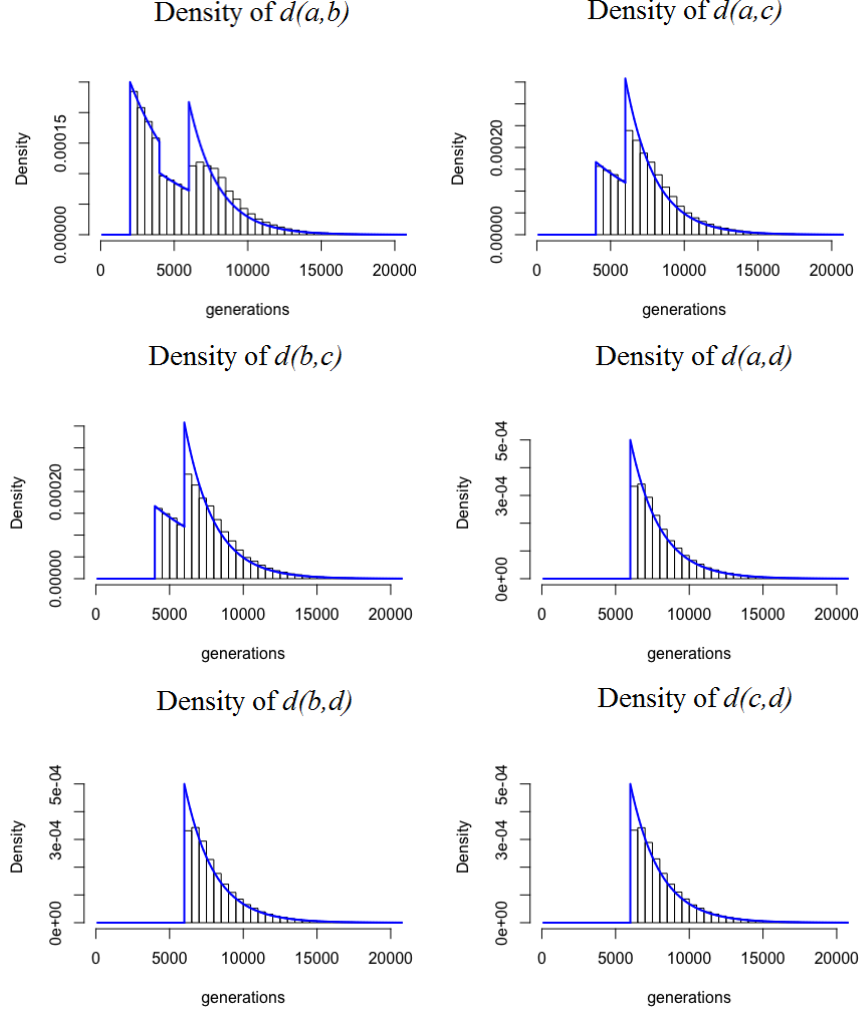 Density of d(a,b)
Density
0.00000 0.00015
0 5000 10000 15000 20000
generations
Density of d(a,c)
Density
0.00000 0.00020
0 5000 10000 15000 20000
generations
Density of d(b,c)
Density
0.00000 0.00020
0 5000 10000 15000 20000
generations
Density of d(a,d)
Density
0e+00 3e-04 5e-04
0 5000 10000 15000 20000
generations
Density of d(b,d)
Density
0e+00 3e-04 5e-04
0 5000 10000 15000 20000
generations
Density of d(c,d)
Density
0e+00 3e-04 5e-04
0 5000 10000 15000 20000
generations